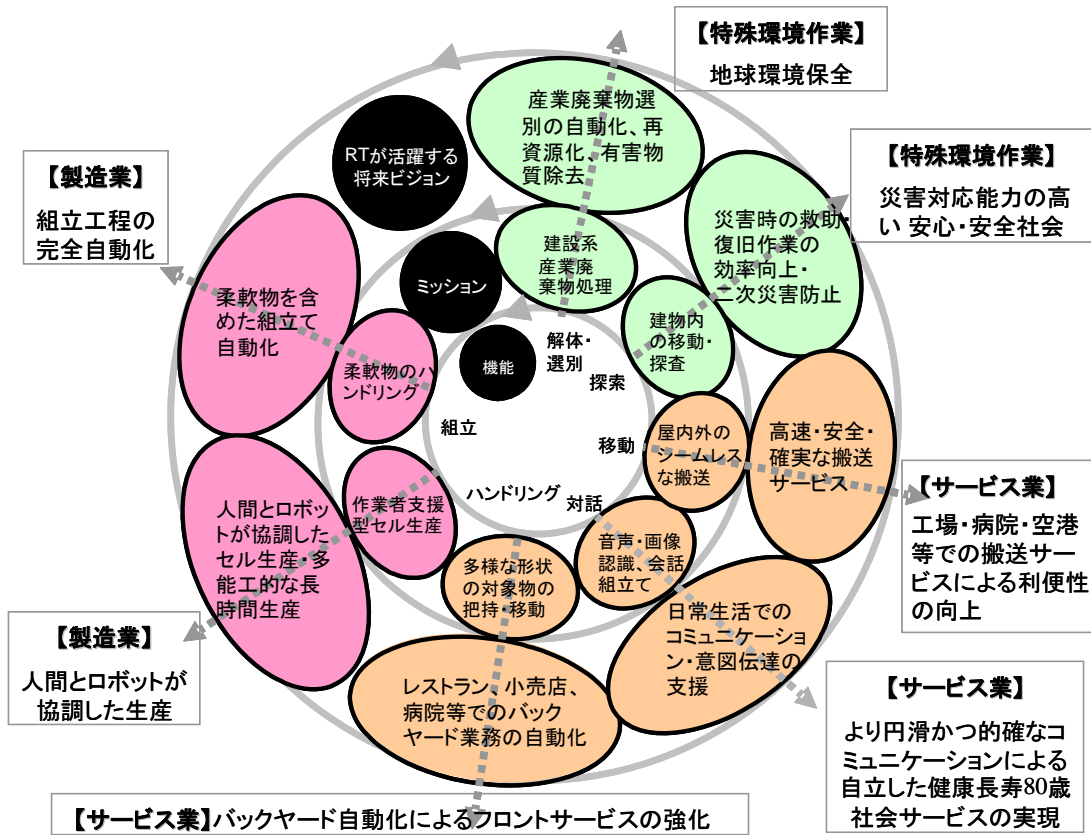 【特殊環境作業】
地球環境保全
【特殊環境作業】
災害対応能力の高
い 安心・安全社会
【製造業】
組立工程の
完全自動化
RTが活躍する
将来ビジョン
ミッション
機能
産業廃棄物選
別の自動化、再
資源化、有害物
質除去
建設系
産業廃
棄物処理
解体・
選別
災害時の救助・
復旧作業の
効率向上・
二次災害防止
建物内
の移動・
探査
探索
柔軟物を含
めた組立て
自動化
柔軟物のハ
ンドリング
組立
移動
屋内外の
シームレス
な搬送
高速・安全・
確実な搬送
サービス
【サービス業】
工場・病院・空港
等での搬送サー
ビスによる利便性
の向上
人間とロボッ
トが協調した
セル生産・多
能工的な長
時間生産
作業者支援
型セル生産
ハンドリング
対話
多様な形状
の対象物の
把持・移動
音声・画像
認識、会話
組立て
日常生活での
コミュニケーショ
ン・意図伝達の
支援
【製造業】
人間とロボットが
協調した生産
レストラン、小売店、
病院等でのバック
ヤード業務の自動化
【サービス業】
より円滑かつ的確なコ
ミュニケーションによる
自立した健康長寿80歳
社会サービスの実現
【サービス業】バックヤード自動化によるフロントサービスの強化